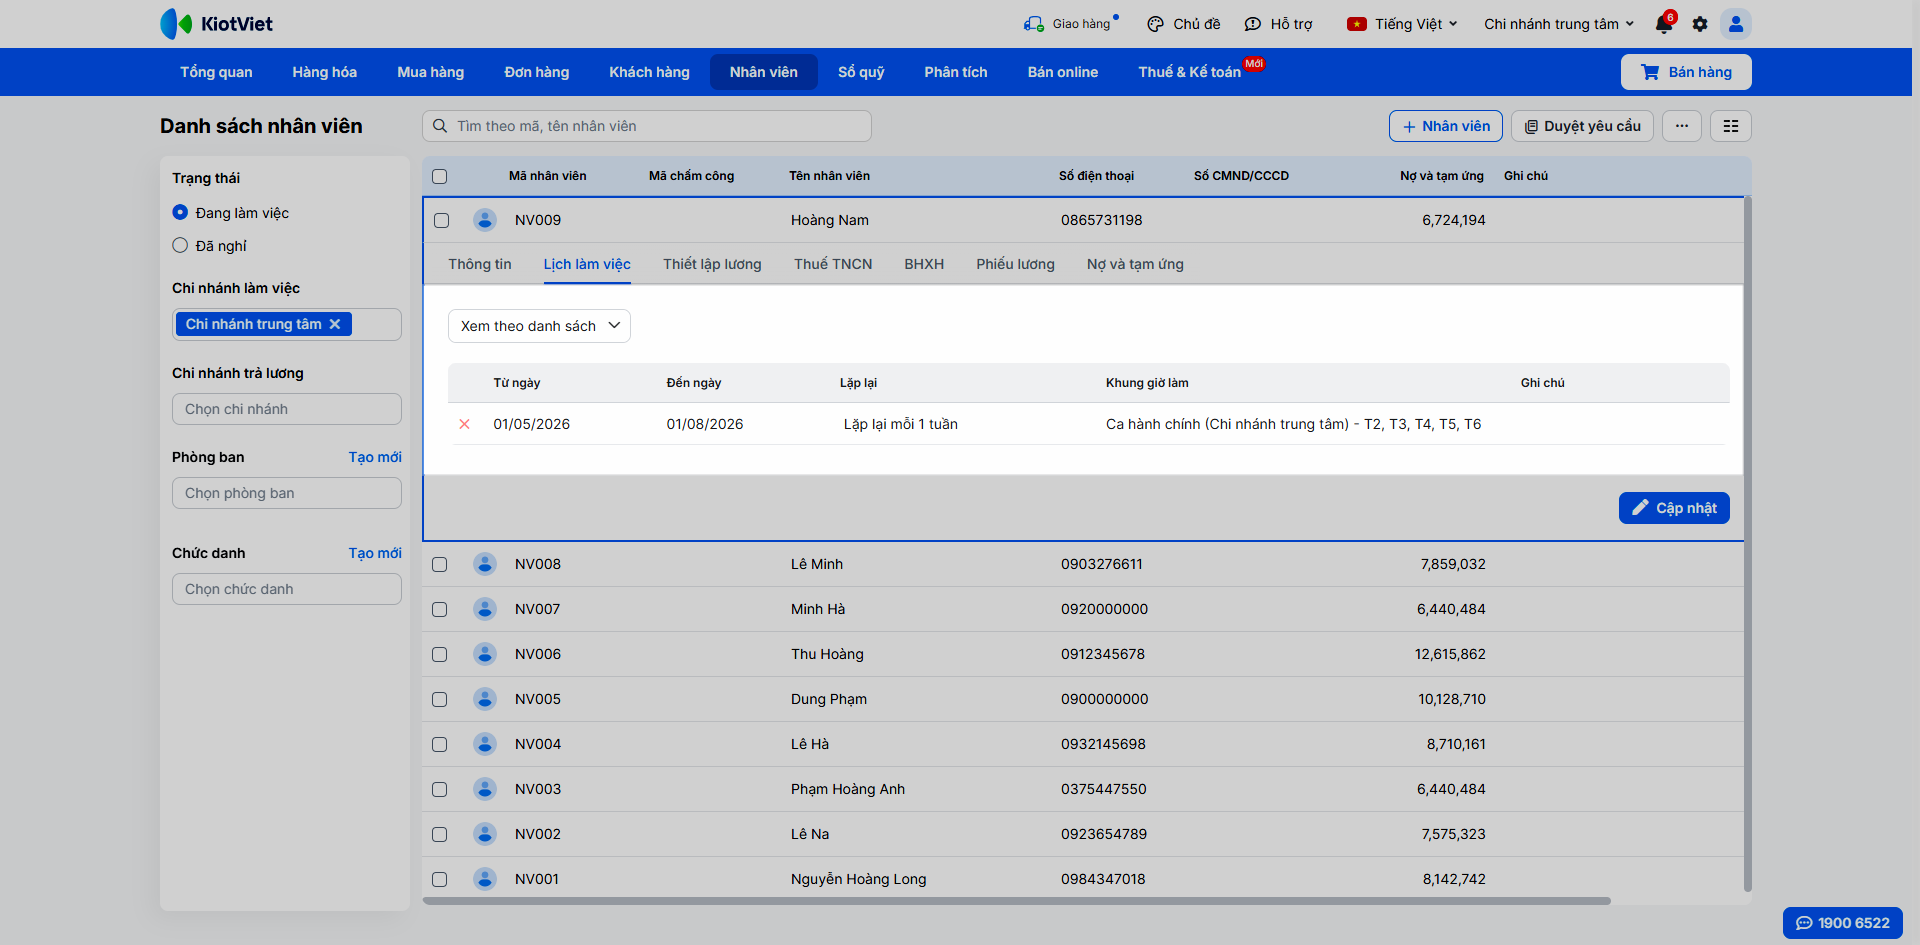 KiotViet
Giao hàng
Chủ đề
Hỗ trợ
Tiếng Việt
Chi nhánh trung tâm
6
Tổng quan
Hàng hóa
Mua hàng
Đơn hàng
Khách hàng
Nhân viên
Sổ quỹ
Phân tích
Bán online
Thuế & Kế toán
Mới
Bán hàng
Danh sách nhân viên
Tìm theo mã, tên nhân viên
Nhân viên
Duyệt yêu cầu
Trạng thái
Đang làm việc
Đã nghỉ
Chi nhánh làm việc
Chi nhánh trung tâm
Chi nhánh trả lương
Chọn chi nhánh
Phòng ban Tạo mới
Chọn phòng ban
Chức danh Tạo mới
Chọn chức danh
Mã nhân viên Mã chấm công Tên nhân viên Số điện thoại Số CMND/CCCD Nợ và tạm ứng Ghi chú
NV009 Hoàng Nam 0865731198 6,724,194
Thông tin Lịch làm việc Thiết lập lương Thuế TNCN BHXH Phiếu lương Nợ và tạm ứng
Xem theo danh sách
Từ ngày Đến ngày Lặp lại Khung giờ làm Ghi chú
01/05/2026 01/08/2026 Lặp lại mỗi 1 tuần Ca hành chính (Chi nhánh trung tâm) - T2, T3, T4, T5, T6
Cập nhật
NV008 Lê Minh 0903276611 7,859,032
NV007 Minh Hà 0920000000 6,440,484
NV006 Thu Hoàng 0912345678 12,615,862
NV005 Dung Phạm 0900000000 10,128,710
NV004 Lê Hà 0932145698 8,710,161
NV003 Phạm Hoàng Anh 0375447550 6,440,484
NV002 Lê Na 0923654789 7,575,323
NV001 Nguyễn Hoàng Long 0984347018 8,142,742
1900 6522